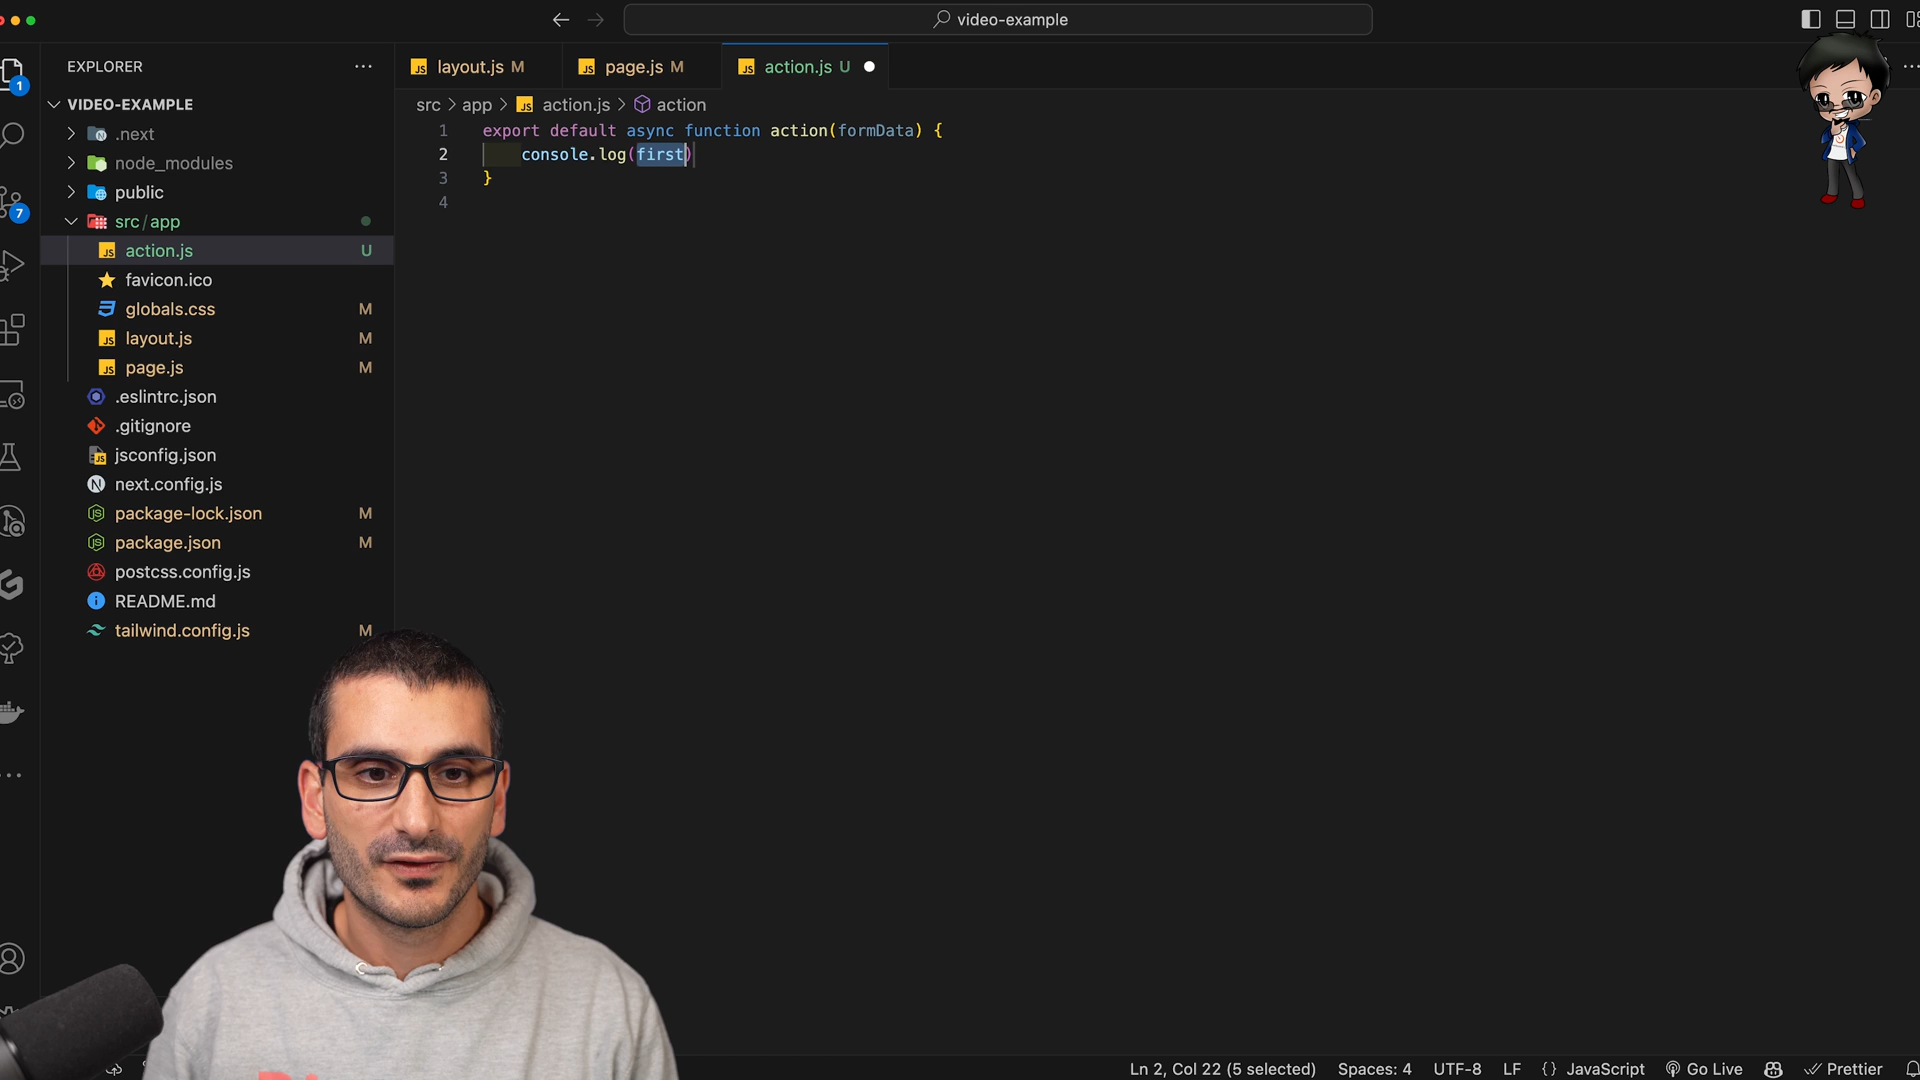 video-example
EXPLORER
VIDEO-EXAMPLE
.next
node_modules
public
src/app
action.js U
favicon.ico
globals.css M
layout.js M
page.js M
.eslintrc.json
.gitignore
jsconfig.json
next.config.js
package-lock.json M
package.json M
postcss.config.js
README.md
tailwind.config.js M
1
7
layout.js M
page.js M
action.js U
src > app > action.js > action
1 export default async function action(formData) {
2 console.log(first)
3 }
4
Ln 2, Col 22 (5 selected) Spaces: 4 UTF-8 LF {} JavaScript Go Live Prettier